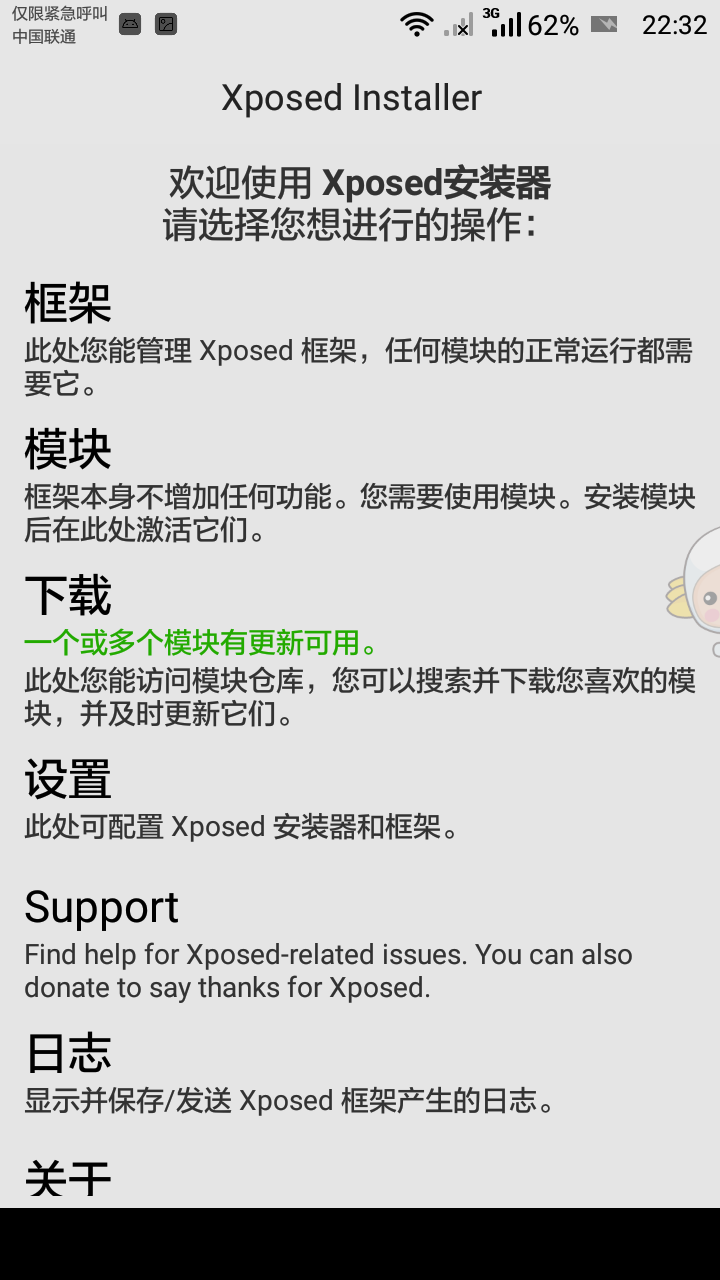 仅限紧急呼叫
中国联通
3G
62%
22:32
Xposed Installer
欢迎使用 Xposed安装器
请选择您想进行的操作：
框架
此处您能管理 Xposed 框架，任何模块的正常运行都需
要它。
模块
框架本身不增加任何功能。您需要使用模块。安装模块
后在此处激活它们。
下载
一个或多个模块有更新可用。
此处您能访问模块仓库，您可以搜索并下载您喜欢的模
块，并及时更新它们。
设置
此处可配置 Xposed 安装器和框架。
Support
Find help for Xposed-related issues. You can also
donate to say thanks for Xposed.
日志
显示并保存/发送 Xposed 框架产生的日志。
关于